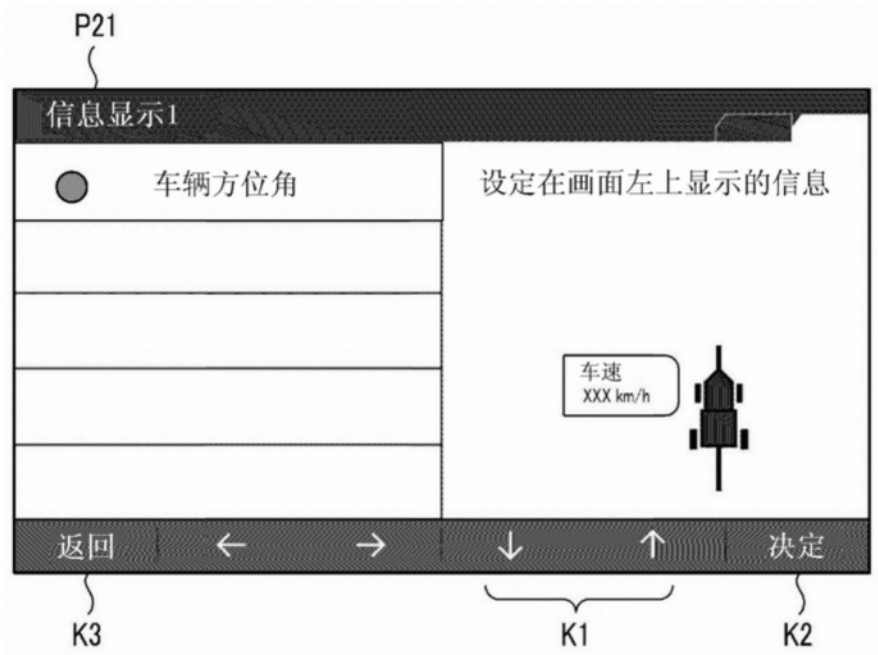 P21
信息显示1
车辆方位角
设定在画面左上显示的信息
车速
XXX km/h
返回 ← → ↓ ↑ 决定
K3 K1 K2